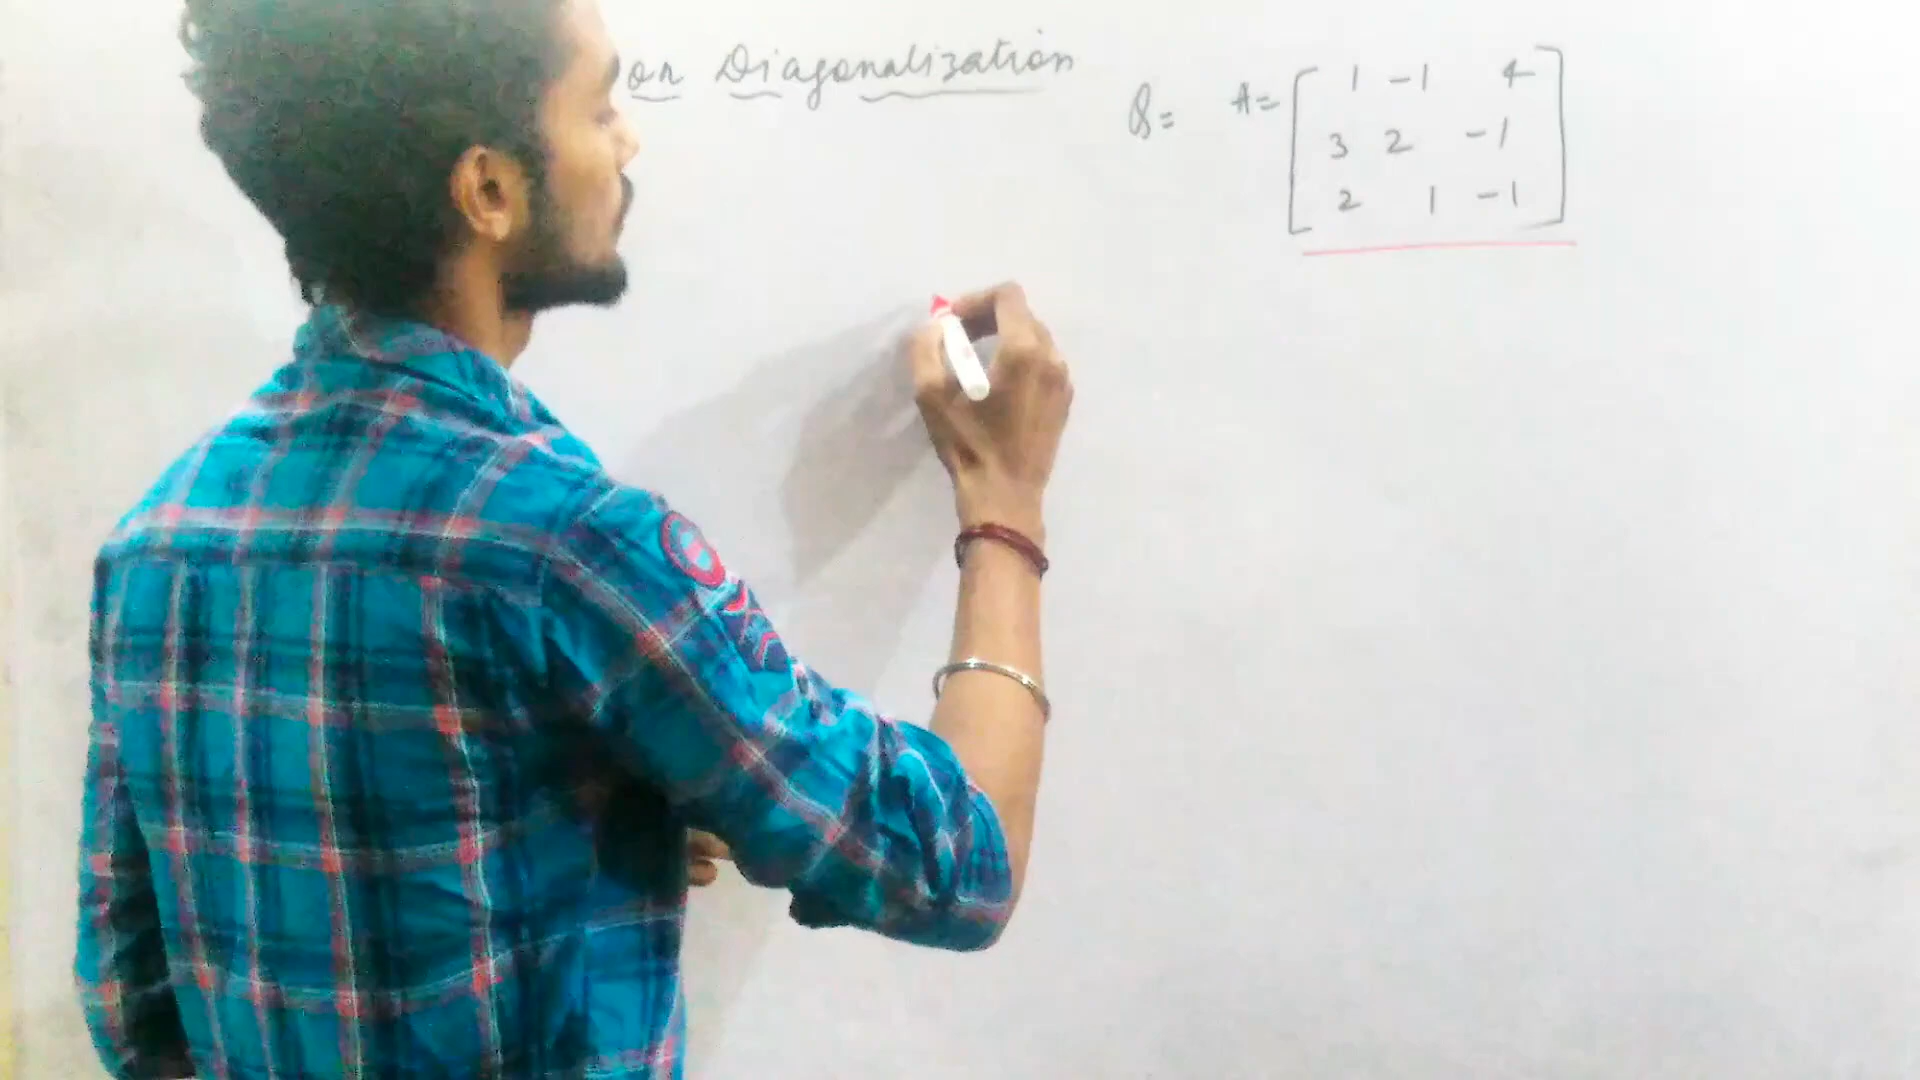 on Diagonalization
Q= A= [ 1 -1 4
3 2 -1
2 1 -1 ]